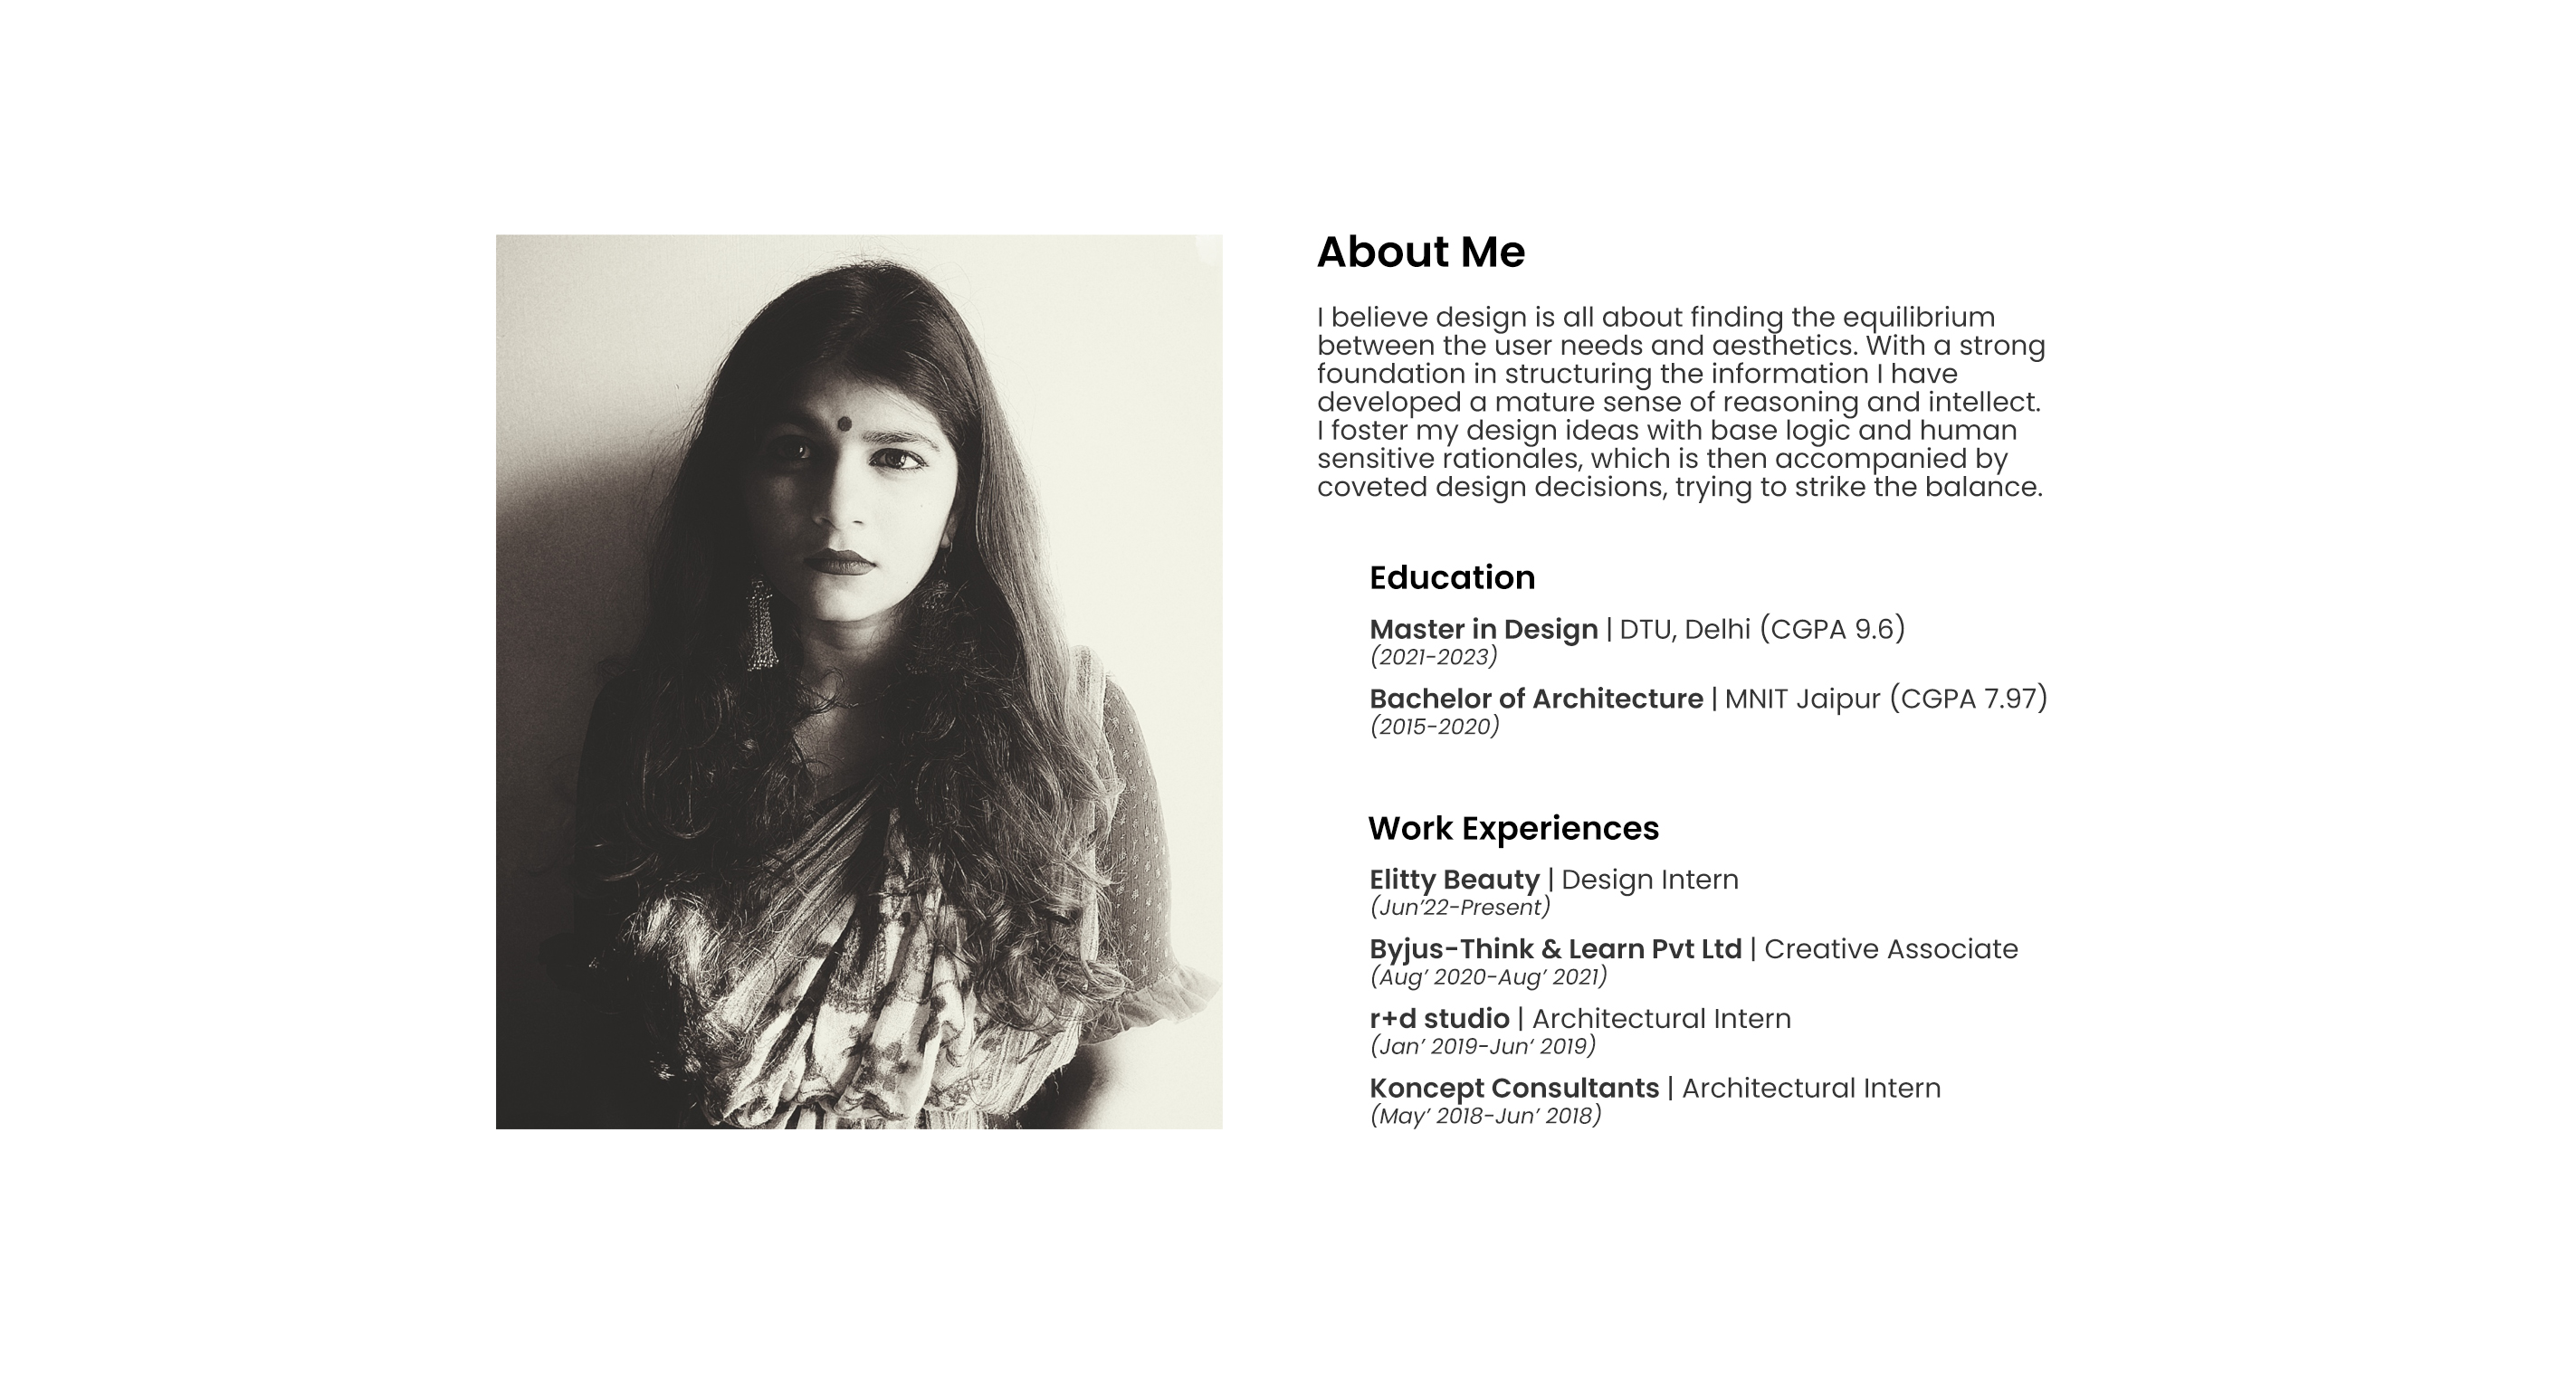 About Me
I believe design is all about finding the equilibrium
between the user needs and aesthetics. With a strong
foundation in structuring the information I have
developed a mature sense of reasoning and intellect.
I foster my design ideas with base logic and human
sensitive rationales, which is then accompanied by
coveted design decisions, trying to strike the balance.
Education
Master in Design | DTU, Delhi (CGPA 9.6)
(2021-2023)
Bachelor of Architecture | MNIT Jaipur (CGPA 7.97)
(2015-2020)
Work Experiences
Elitty Beauty | Design Intern
(Jun’22-Present)
Byjus-Think & Learn Pvt Ltd | Creative Associate
(Aug’ 2020-Aug’ 2021)
r+d studio | Architectural Intern
(Jan’ 2019-Jun‘ 2019)
Koncept Consultants | Architectural Intern
(May’ 2018-Jun’ 2018)